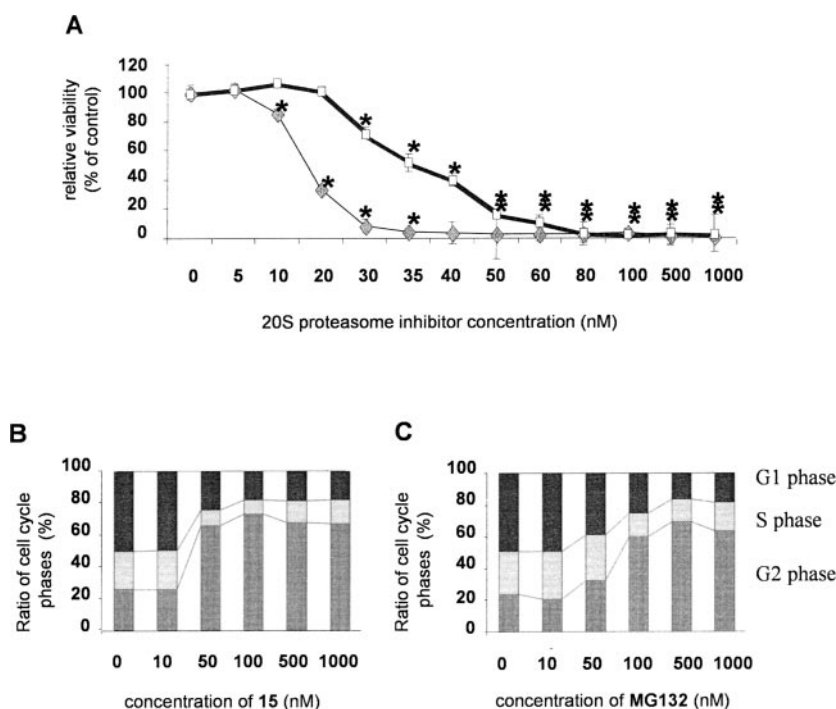 A
relative viability
(% of control)
120
100
80
60
40
20
0
0 5 10 20 30 35 40 50 60 80 100 500 1000
20S proteasome inhibitor concentration (nM)
B
Ratio of cell cycle
phases (%)
100
80
60
40
20
0
0 10 50 100 500 1000
concentration of 15 (nM)
C
Ratio of cell cycle
phases (%)
100
80
60
40
20
0
0 10 50 100 500 1000
concentration of MG132 (nM)
G1 phase
S phase
G2 phase